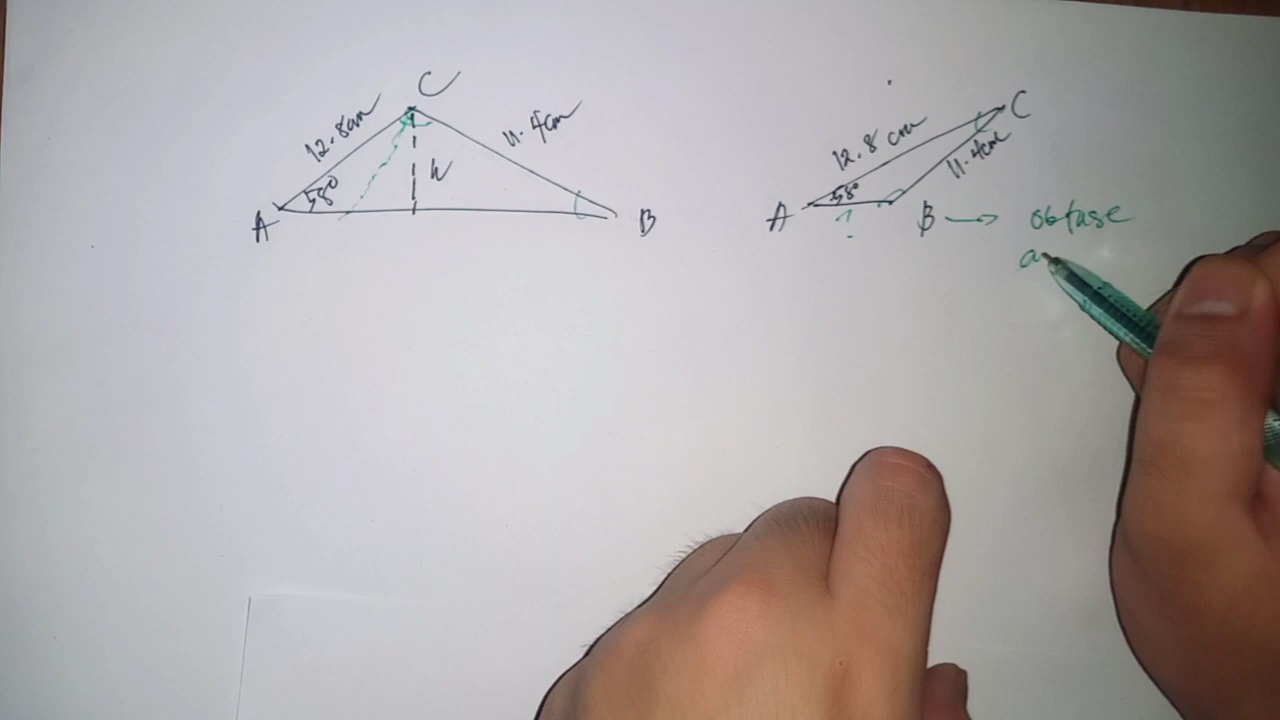 C
12.8cm
11.4cm
58°
h
A
B
C
12.8 cm
11.4cm
58°
A
?
B → obtuse
a